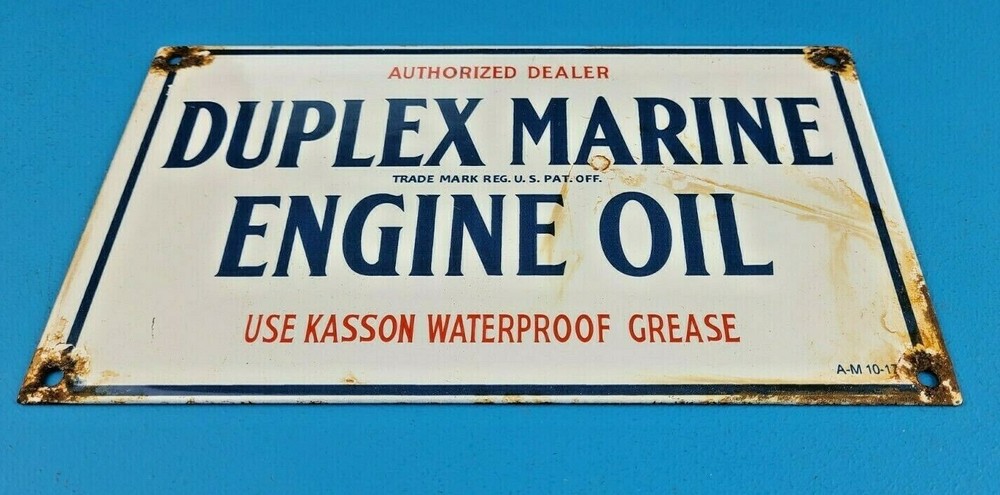 AUTHORIZED DEALER
DUPLEX MARINE
TRADE MARK REG. U. S. PAT. OFF.
ENGINE OIL
USE KASSON WATERPROOF GREASE
A-M 10-17